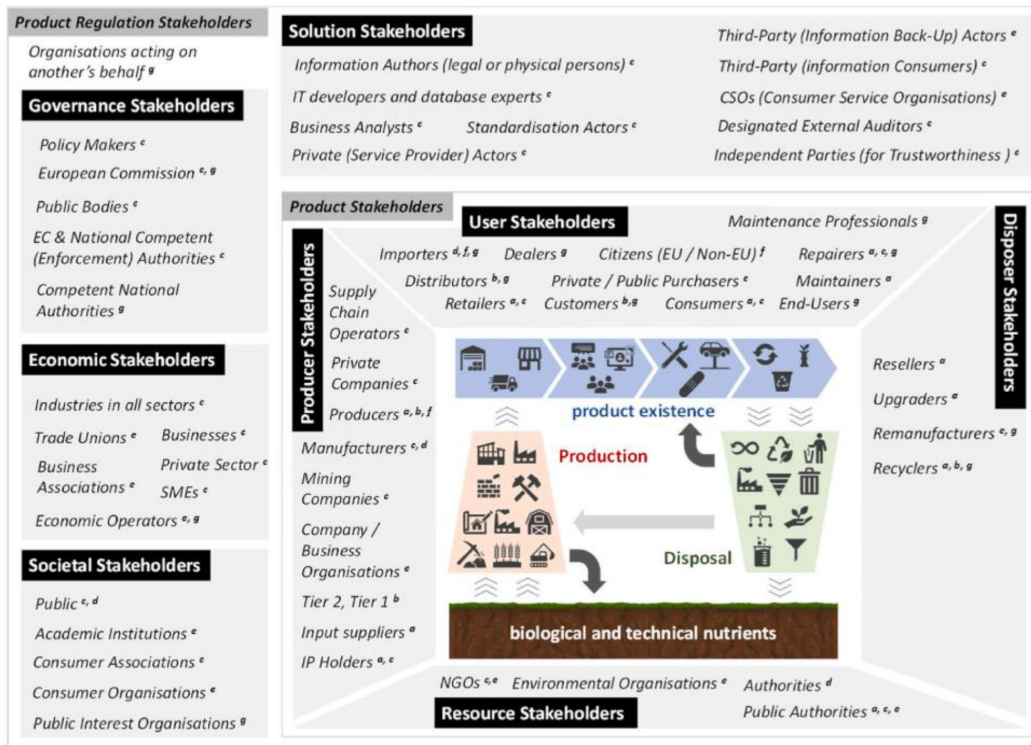 Product Regulation Stakeholders
Organisations acting on
another's behalf g
Governance Stakeholders
Policy Makers c
European Commission c, g
Public Bodies c
EC & National Competent
(Enforcement) Authorities c
Competent National
Authorities g
Economic Stakeholders
Industries in all sectors c
Trade Unions e
Businesses c
Business
Associations e
Private Sector c
SMEs c
Economic Operators e, g
Societal Stakeholders
Public c, d
Academic Institutions e
Consumer Associations c
Consumer Organisations e
Public Interest Organisations g
Solution Stakeholders
Information Authors (legal or physical persons) c
IT developers and database experts c
Business Analysts c
Standardisation Actors c
Private (Service Provider) Actors c
Third-Party (Information Back-Up) Actors e
Third-Party (information Consumers) c
CSOs (Consumer Service Organisations) e
Designated External Auditors c
Independent Parties (for Trustworthiness ) c
Product Stakeholders
User Stakeholders
Maintenance Professionals g
Importers d, f, g
Dealers g
Citizens (EU / Non-EU) f
Repairers a, c, g
Distributors b, g
Private / Public Purchasers c
Maintainers a
Retailers a, c
Customers b,g
Consumers a, c
End-Users g
Producer Stakeholders
Supply
Chain
Operators c
Private
Companies c
Producers a, b, f
Manufacturers c, d
Mining
Companies c
Company /
Business
Organisations e
Tier 2, Tier 1 b
Input suppliers a
IP Holders a, c
product existence
Production
Disposal
biological and technical nutrients
Disposer Stakeholders
Resellers a
Upgraders a
Remanufacturers c, g
Recyclers a, b, g
NGOs c,e
Environmental Organisations e
Authorities d
Public Authorities a, c, e
Resource Stakeholders